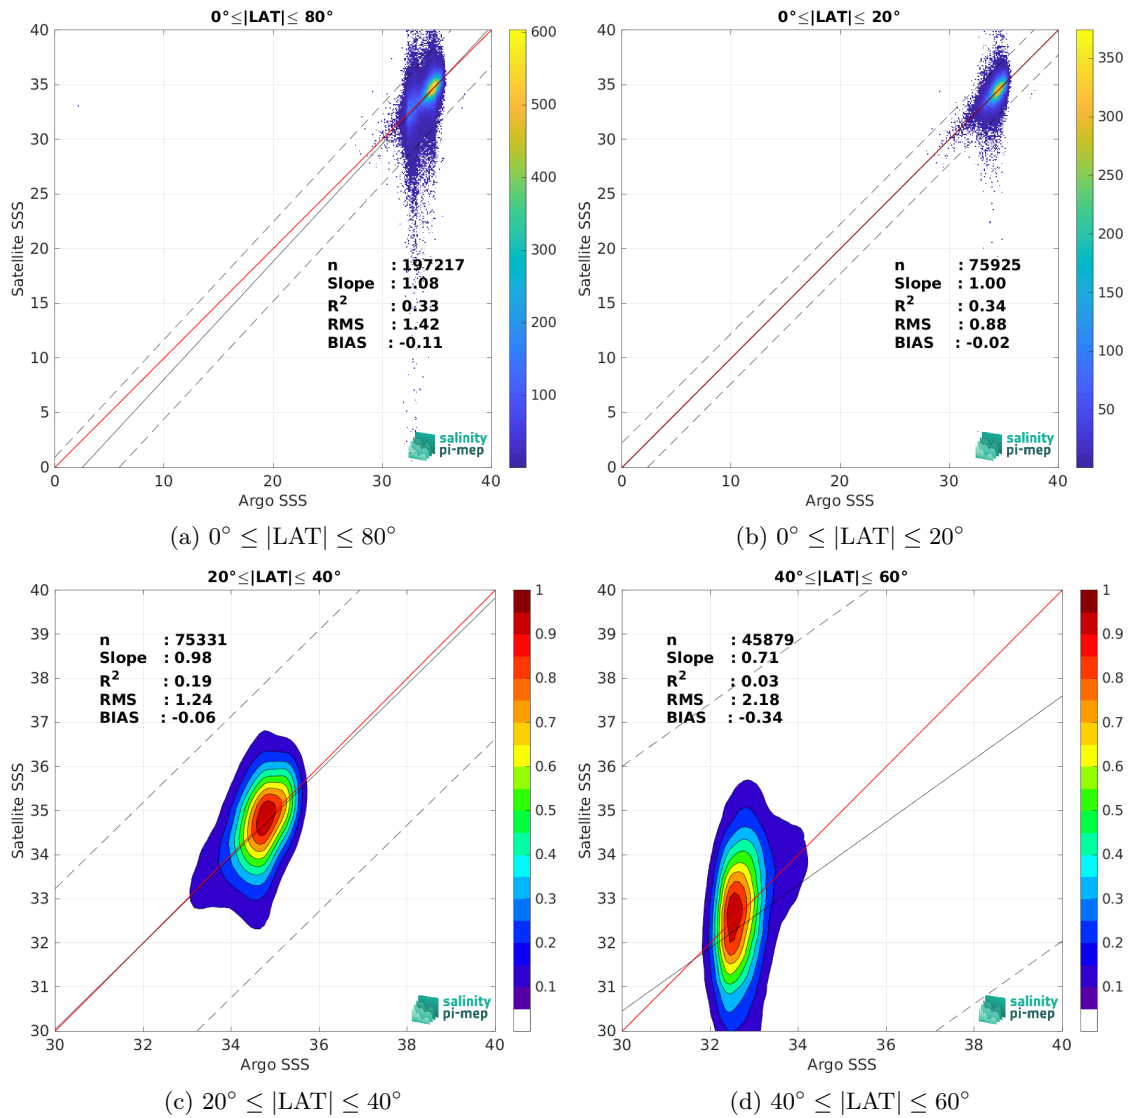 0°≤|LAT|≤ 80°
40
35
30
25
20
15
10
5
0
Satellite SSS
0
10
20
30
40
Argo SSS
n : 197217
Slope : 1.08
R² : 0.33
RMS : 1.42
BIAS : -0.11
salinity
pi-mep
600
500
400
300
200
100
(a) 0° ≤ |LAT| ≤ 80°
0°≤|LAT|≤ 20°
40
35
30
25
20
15
10
5
0
Satellite SSS
0
10
20
30
40
Argo SSS
n : 75925
Slope : 1.00
R² : 0.34
RMS : 0.88
BIAS : -0.02
salinity
pi-mep
350
300
250
200
150
100
50
(b) 0° ≤ |LAT| ≤ 20°
20°≤|LAT|≤ 40°
40
39
38
37
36
35
34
33
32
31
30
Satellite SSS
30
32
34
36
38
40
Argo SSS
n : 75331
Slope : 0.98
R² : 0.19
RMS : 1.24
BIAS : -0.06
salinity
pi-mep
1
0.9
0.8
0.7
0.6
0.5
0.4
0.3
0.2
0.1
(c) 20° ≤ |LAT| ≤ 40°
40°≤|LAT|≤ 60°
40
39
38
37
36
35
34
33
32
31
30
Satellite SSS
30
32
34
36
38
40
Argo SSS
n : 45879
Slope : 0.71
R² : 0.03
RMS : 2.18
BIAS : -0.34
salinity
pi-mep
1
0.9
0.8
0.7
0.6
0.5
0.4
0.3
0.2
0.1
(d) 40° ≤ |LAT| ≤ 60°